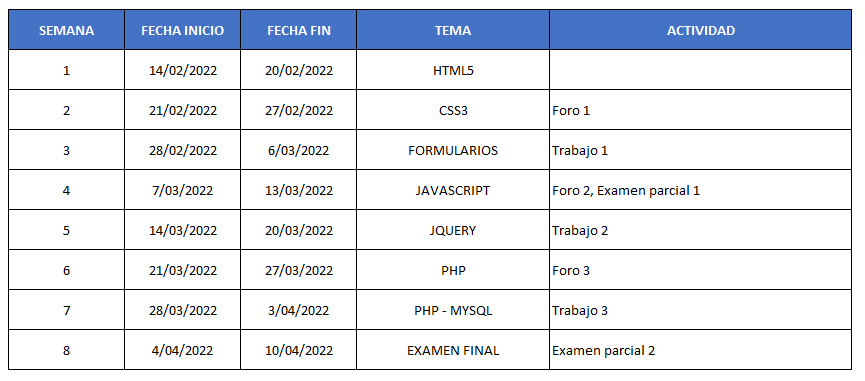 SEMANA FECHA INICIO FECHA FIN TEMA ACTIVIDAD
1 14/02/2022 20/02/2022 HTML5
2 21/02/2022 27/02/2022 CSS3 Foro 1
3 28/02/2022 6/03/2022 FORMULARIOS Trabajo 1
4 7/03/2022 13/03/2022 JAVASCRIPT Foro 2, Examen parcial 1
5 14/03/2022 20/03/2022 JQUERY Trabajo 2
6 21/03/2022 27/03/2022 PHP Foro 3
7 28/03/2022 3/04/2022 PHP - MYSQL Trabajo 3
8 4/04/2022 10/04/2022 EXAMEN FINAL Examen parcial 2